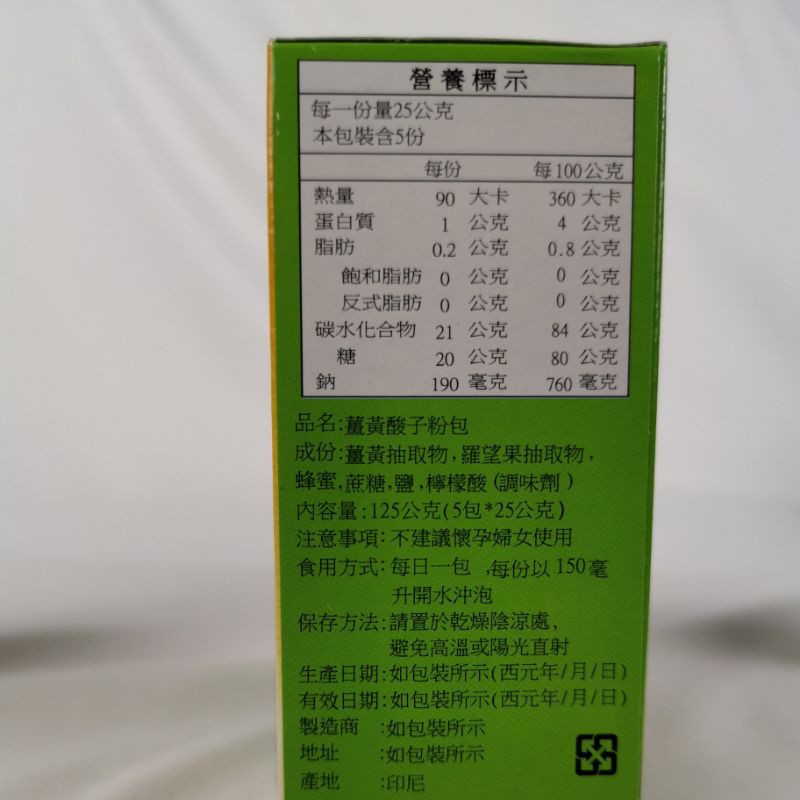 營養標示
每一份量25公克
本包裝含5份
每份 每100公克
熱量 90 大卡 360 大卡
蛋白質 1 公克 4 公克
脂肪 0.2 公克 0.8 公克
飽和脂肪 0 公克 0 公克
反式脂肪 0 公克 0 公克
碳水化合物 21 公克 84 公克
糖 20 公克 80 公克
鈉 190 毫克 760 毫克
品名:薑黃酸子粉包
成份:薑黃抽取物,羅望果抽取物,
蜂蜜,蔗糖,鹽,檸檬酸(調味劑)
內容量:125公克(5包*25公克)
注意事項:不建議懷孕婦女使用
食用方式:每日一包 ,每份以150毫
升開水沖泡
保存方法:請置於乾燥陰涼處,
避免高溫或陽光直射
生產日期:如包裝所示(西元年/月/日)
有效日期:如包裝所示(西元年/月/日)
製造商 :如包裝所示
地址 :如包裝所示
產地 :印尼